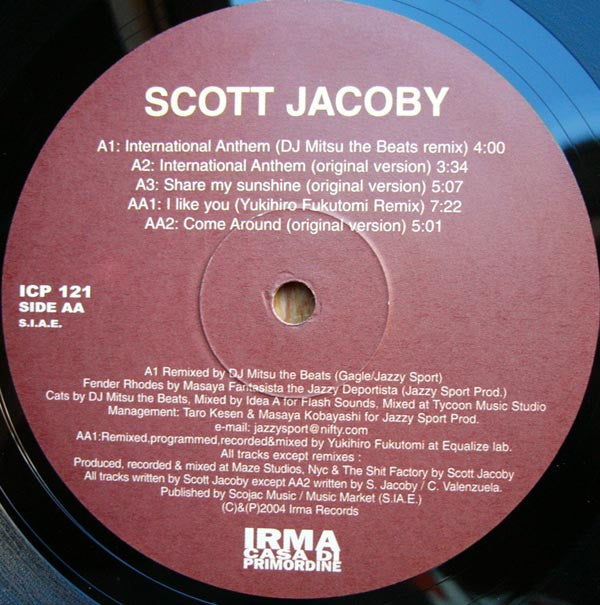 SCOTT JACOBY
A1: International Anthem (DJ Mitsu the Beats remix) 4:00
A2: International Anthem (original version) 3:34
A3: Share my sunshine (original version) 5:07
AA1: I like you (Yukihiro Fukutomi Remix) 7:22
AA2: Come Around (original version) 5:01
ICP 121
SIDE AA
S.I.A.E.
A1 Remixed by DJ Mitsu the Beats (Gagle/Jazzy Sport)
Fender Rhodes by Masaya Fantasista the Jazzy Deportista (Jazzy Sport Prod.)
Cats by DJ Mitsu the Beats, Mixed by Idea A for Flash Sounds, Mixed at Tycoon Music Studio
Management: Taro Kesen & Masaya Kobayashi for Jazzy Sport Prod.
e-mail: jazzysport@nifty.com
AA1:Remixed,programmed,recorded&mixed by Yukihiro Fukutomi at Equalize lab.
All tracks except remixes :
Produced, recorded & mixed at Maze Studios, Nyc & The Shit Factory by Scott Jacoby
All tracks written by Scott Jacoby except AA2 written by S. Jacoby / C. Valenzuela.
Published by Scojac Music / Music Market (S.IA.E.)
(C)&(P)2004 Irma Records
IRMA
CASA DI
PRIMORDINE